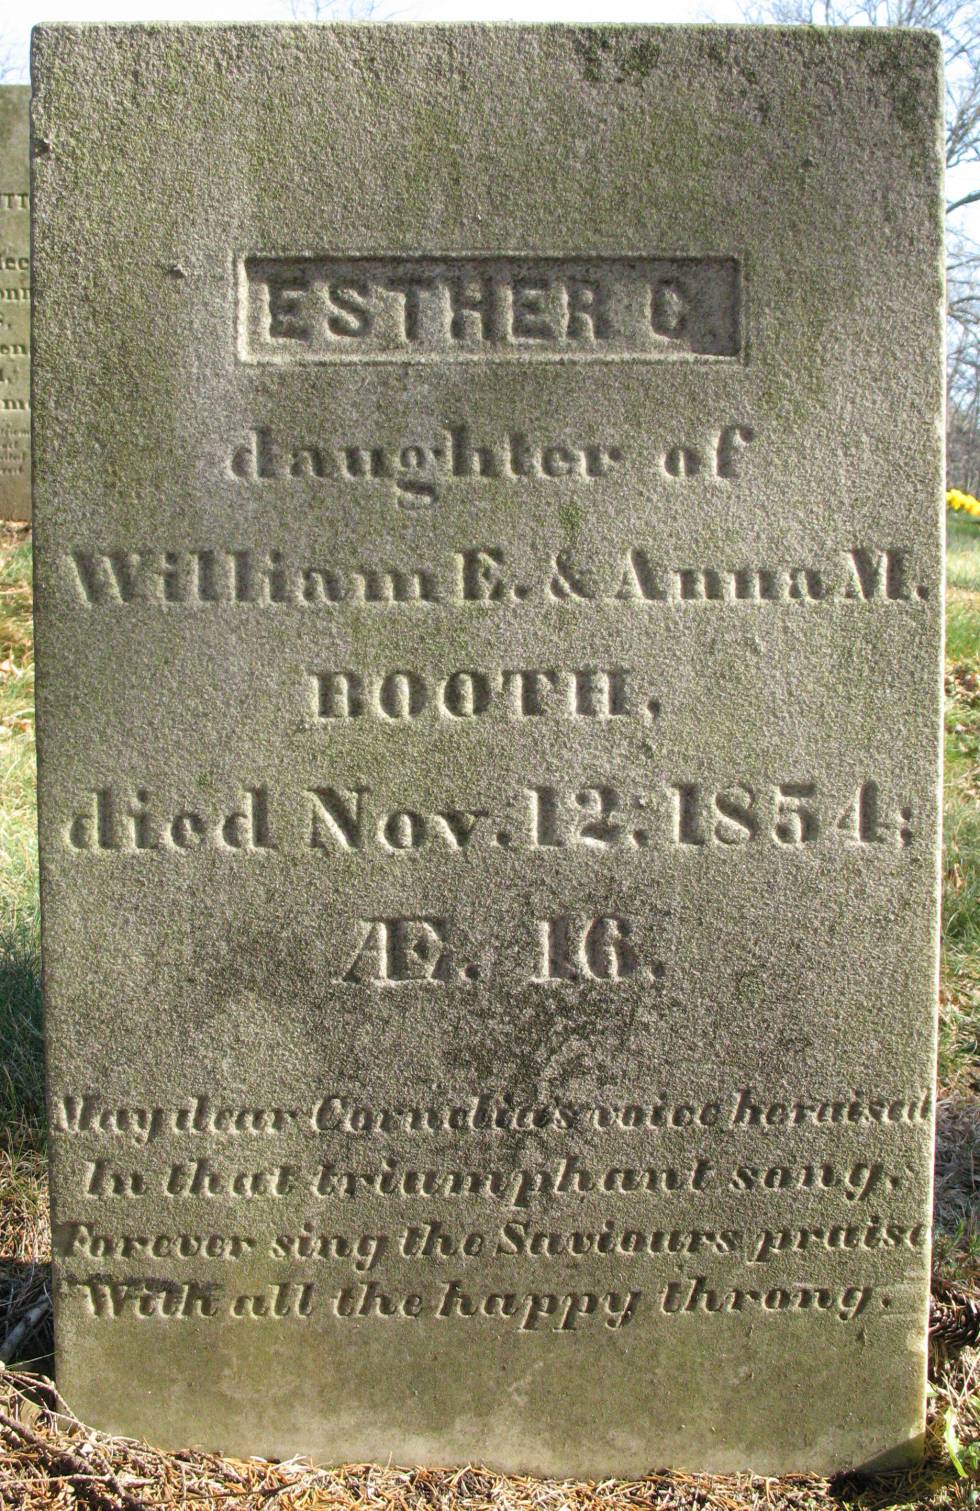 ESTHER C.
daughter of
William E. & Anna M.
BOOTH,
died Nov. 12, 1854;
Æ. 16.
May dear Cornelia's voice be raised
In that triumphant song,
Forever sing the Saviours praise
With all the happy throng.